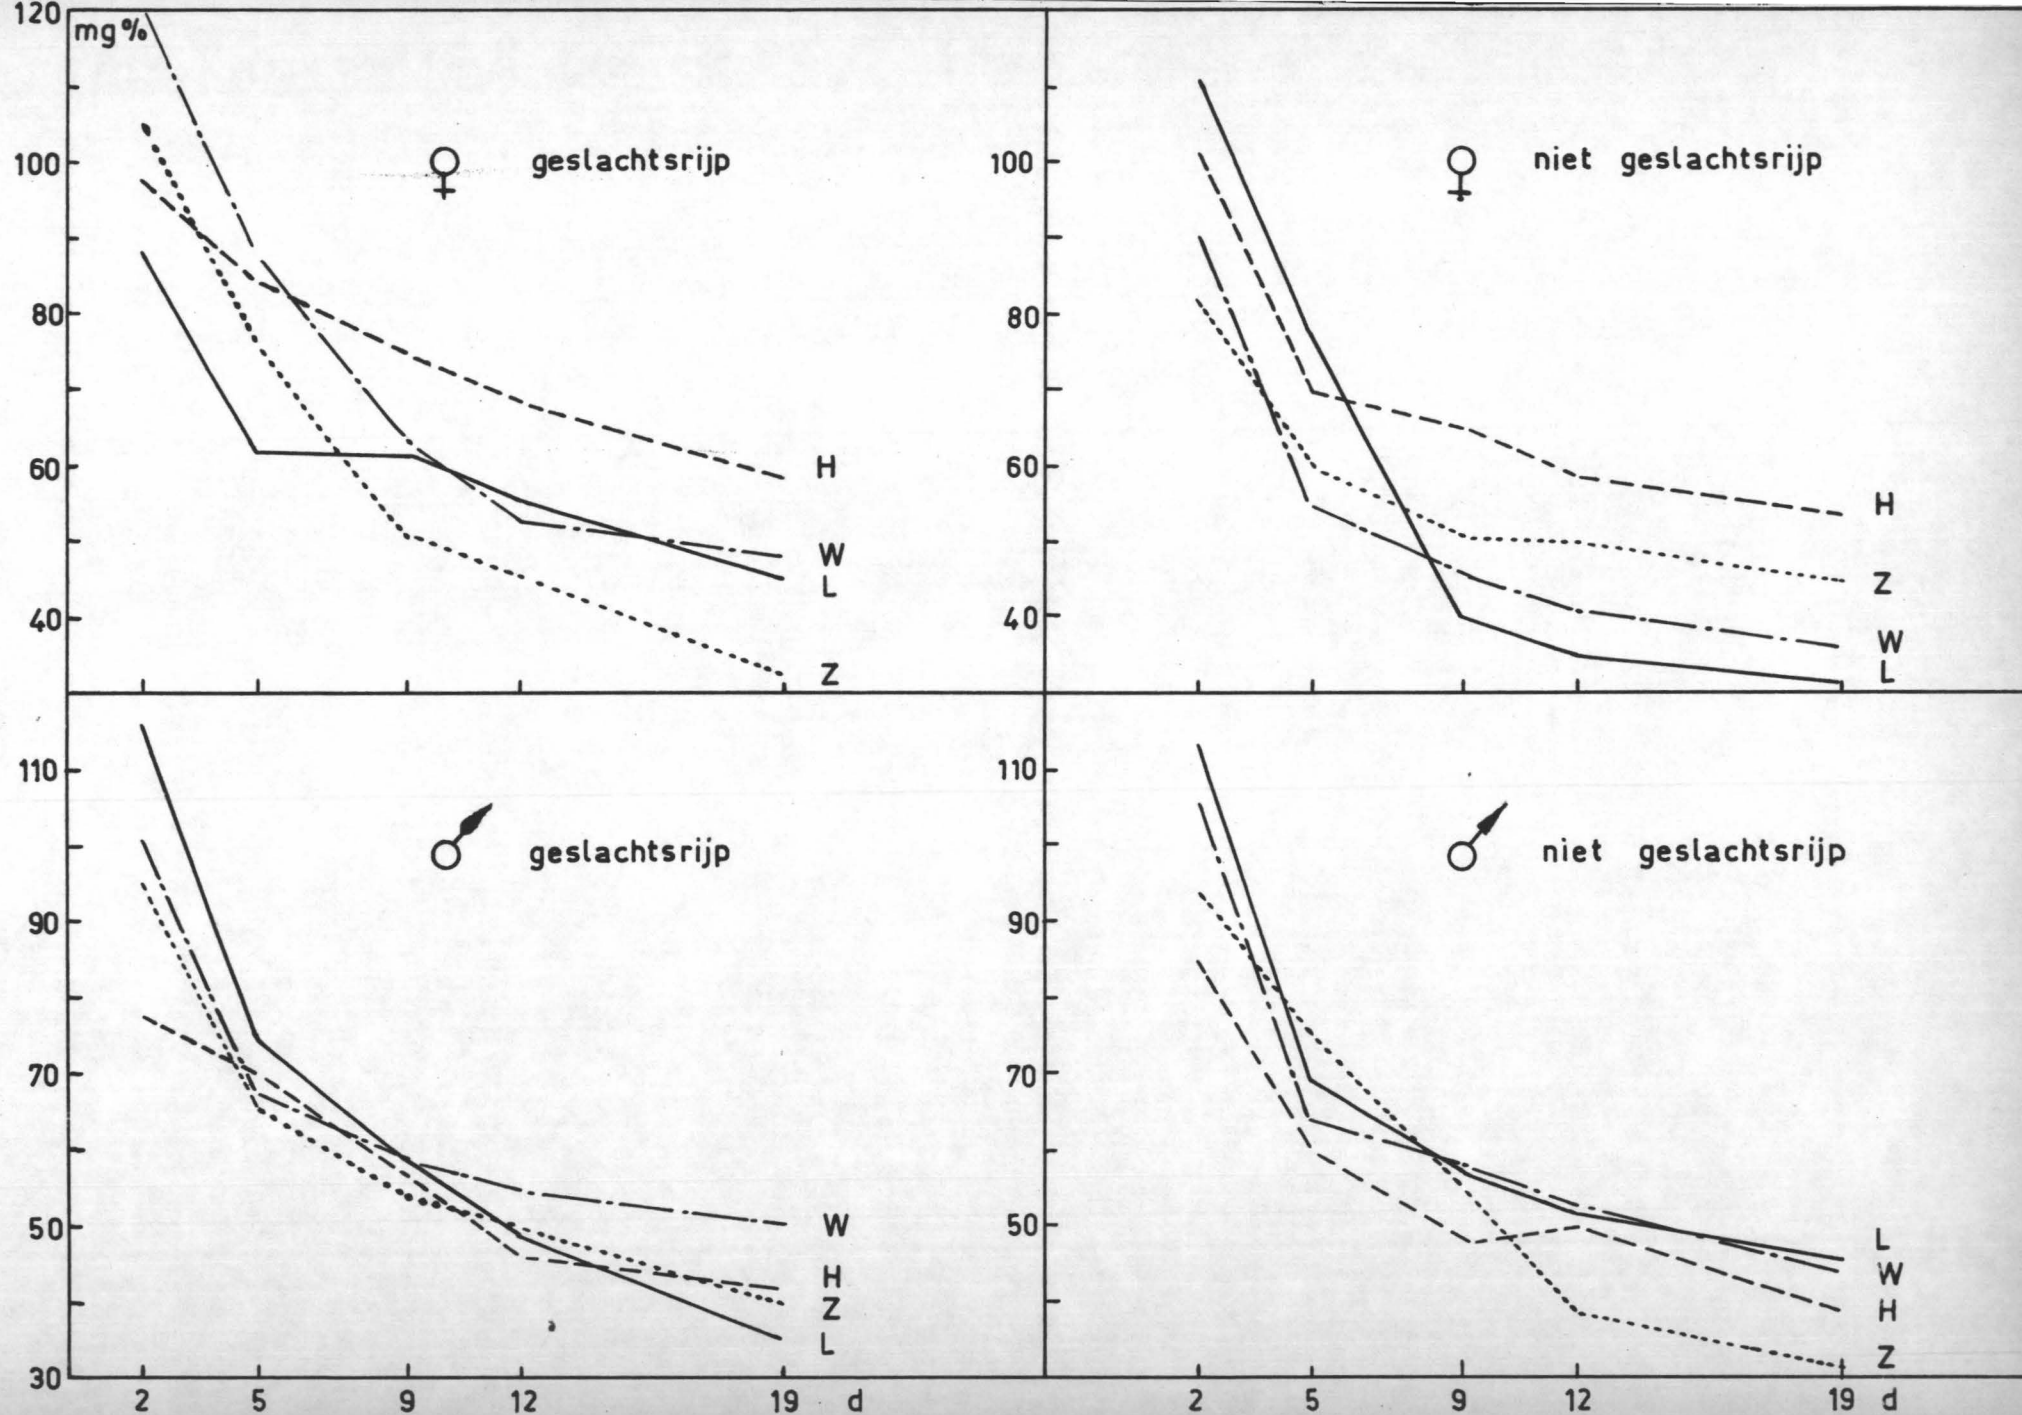 120
mg%
♀ geslachtsrijp
100
80
60
40
H
W
L
Z
♀ niet geslachtsrijp
100
80
60
40
H
Z
W
L
♂ geslachtsrijp
110
90
70
50
30
W
H
Z
L
2 5 9 12 19 d
♂ niet geslachtsrijp
110
90
70
50
L
W
H
Z
2 5 9 12 19 d